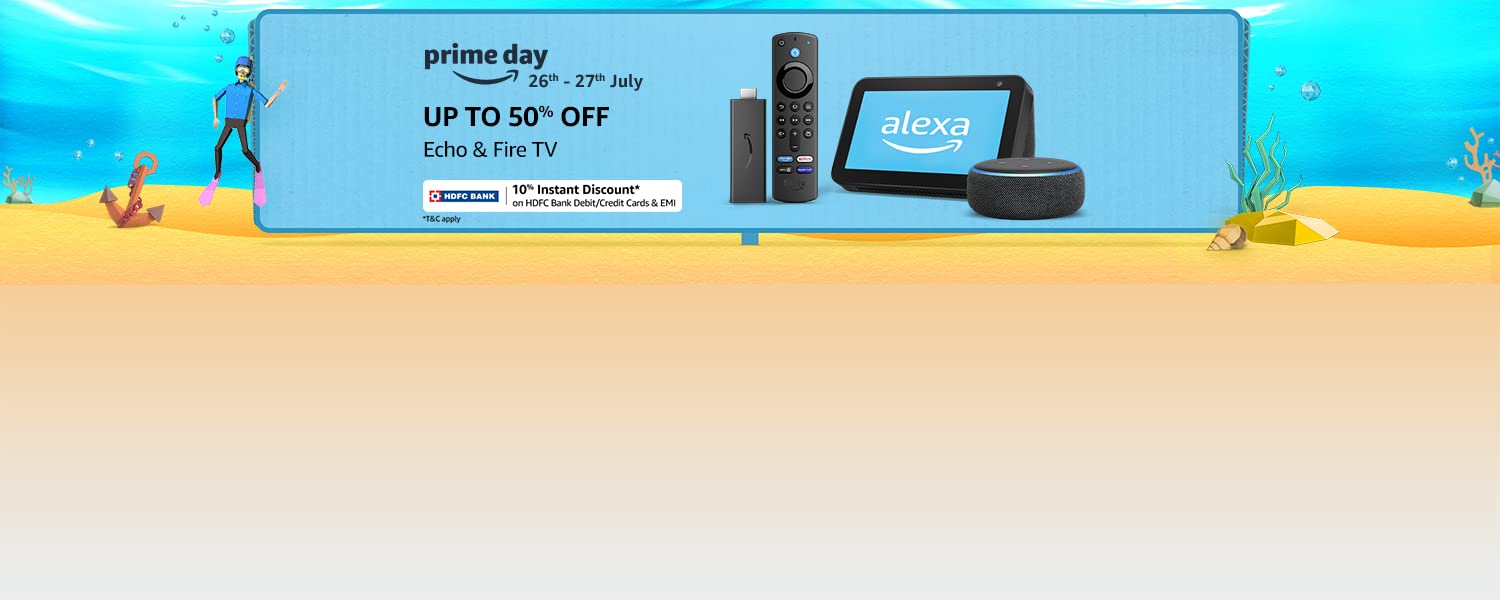 prime day
26th - 27th July
UP TO 50% OFF
Echo & Fire TV
HDFC BANK
10% Instant Discount*
on HDFC Bank Debit/Credit Cards & EMI
*T&C apply
alexa